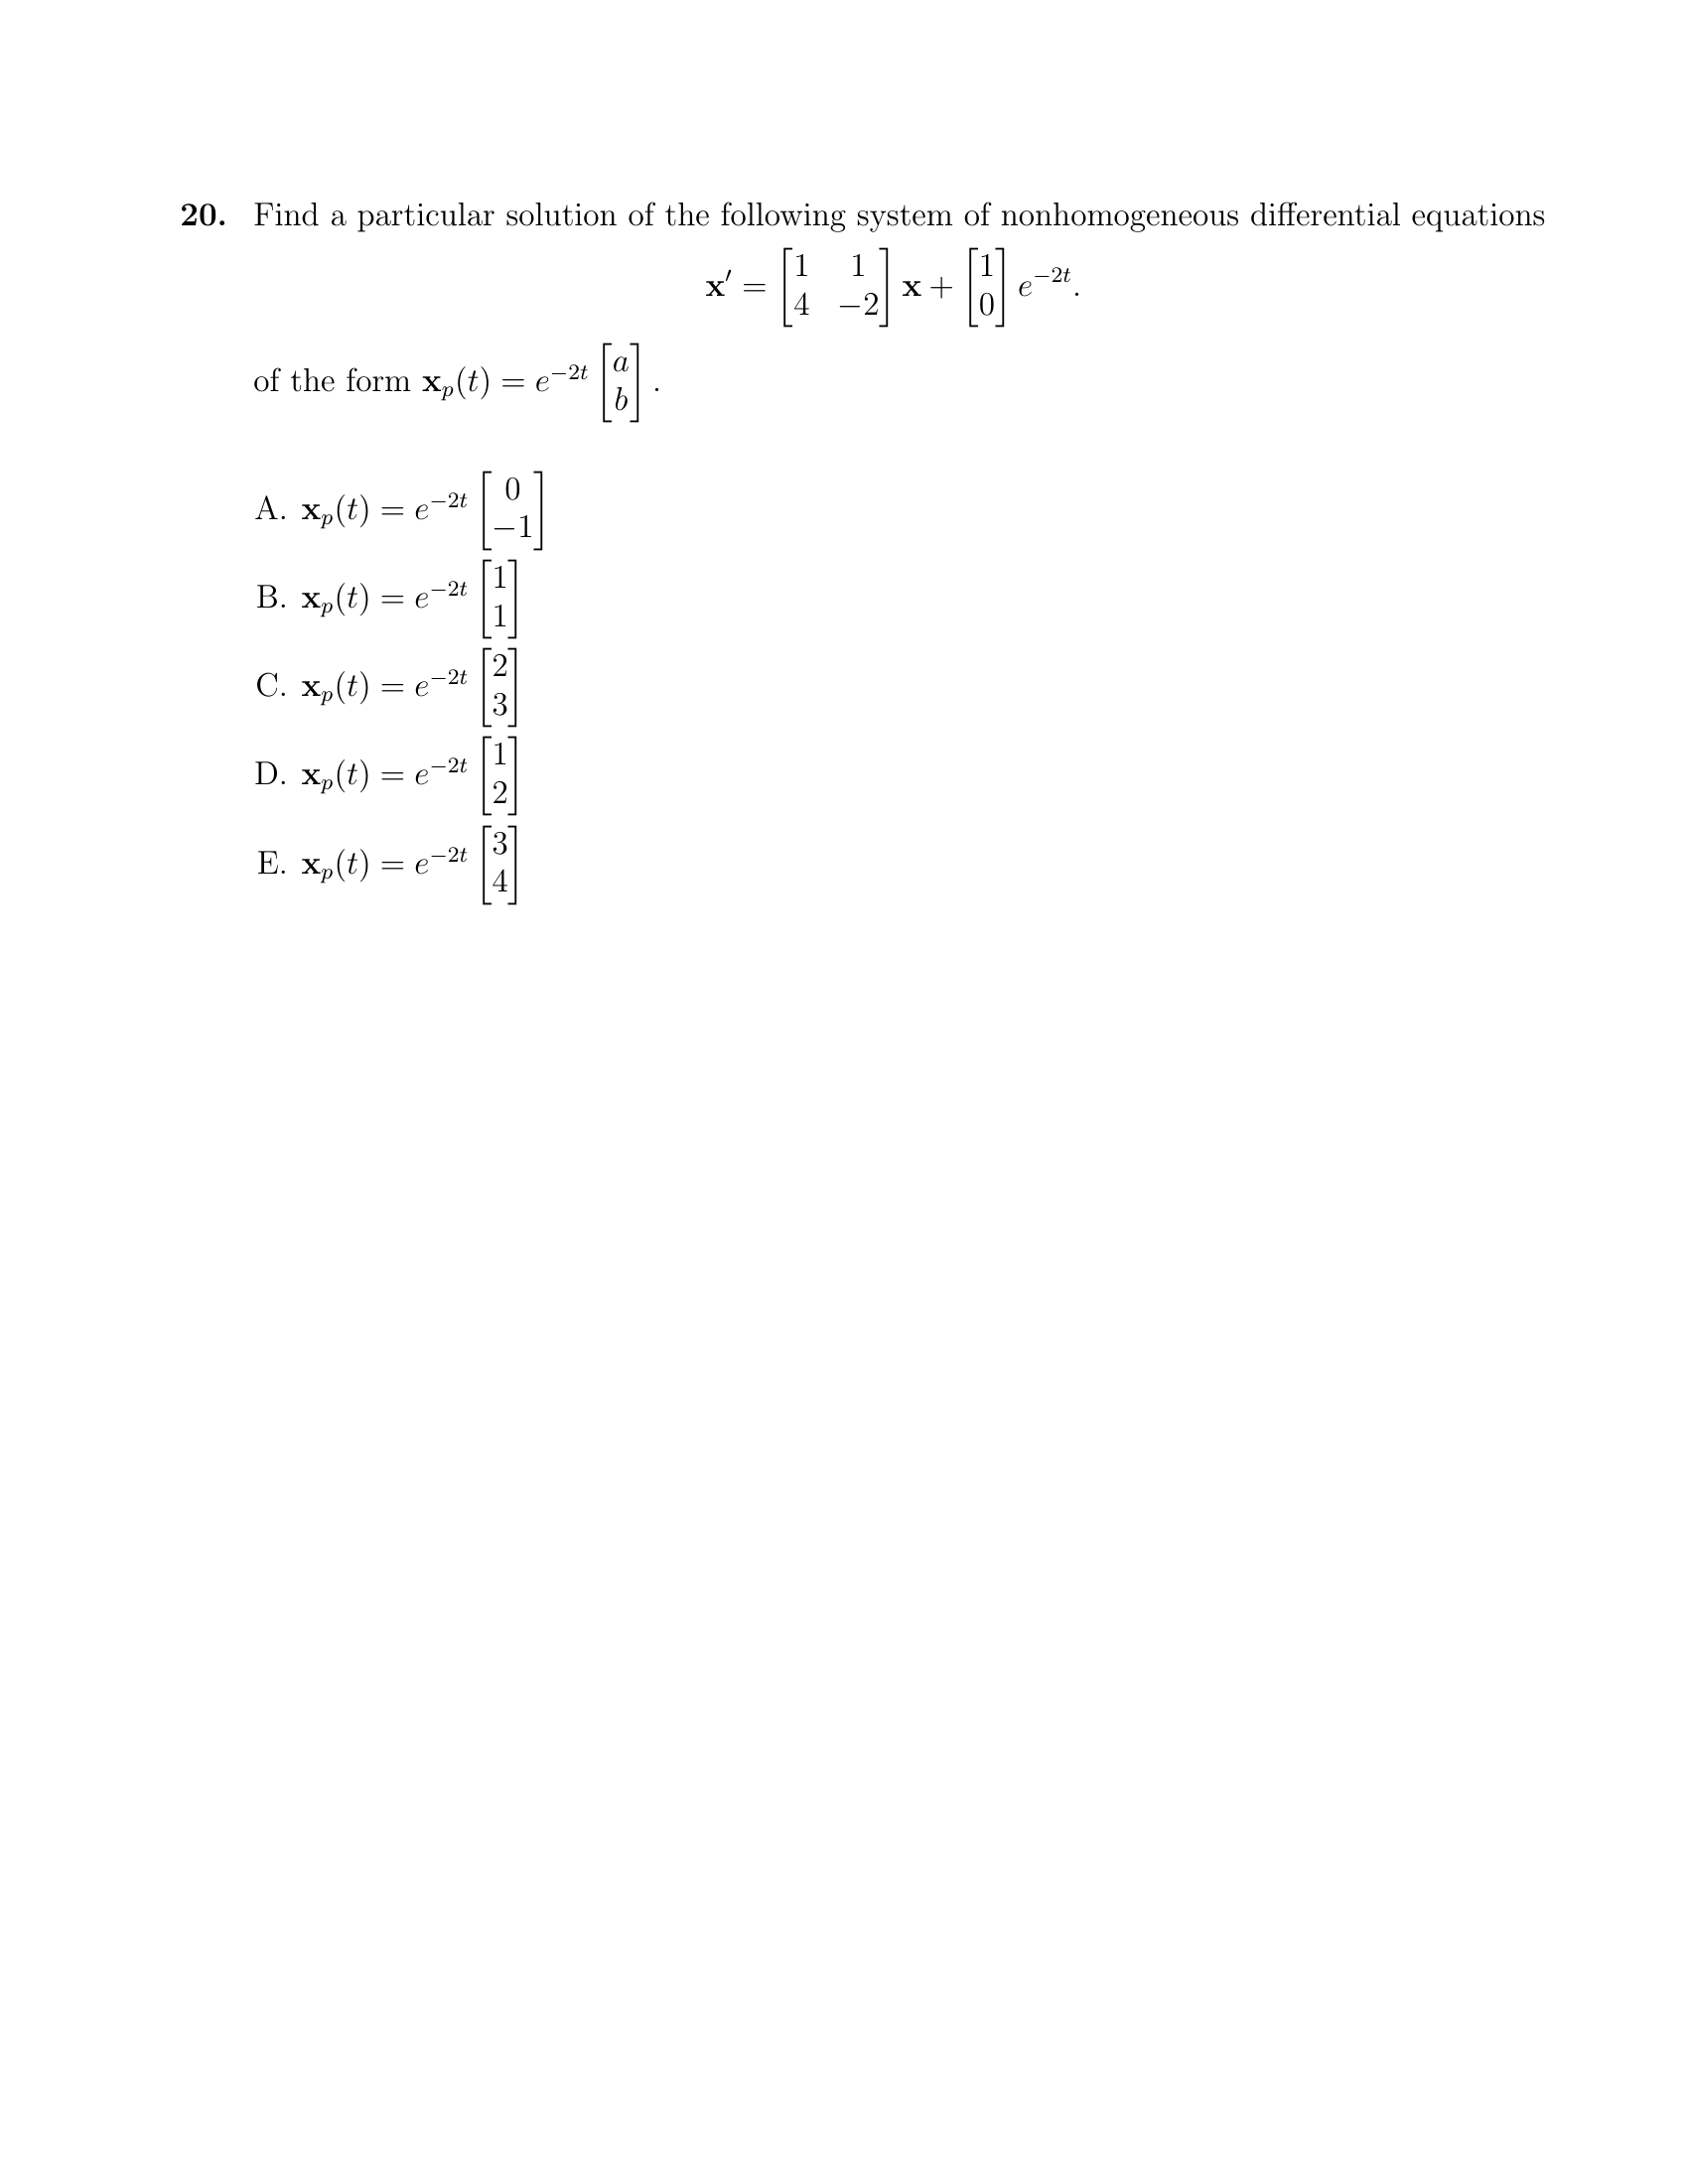 20. Find a particular solution of the following system of nonhomogeneous differential equations
$$\mathbf{x}' = \begin{bmatrix} 1 & 1 \\ 4 & -2 \end{bmatrix} \mathbf{x} + \begin{bmatrix} 1 \\ 0 \end{bmatrix} e^{-2t}.$$
of the form $\mathbf{x}_p(t) = e^{-2t} \begin{bmatrix} a \\ b \end{bmatrix}.$
A. $\mathbf{x}_p(t) = e^{-2t} \begin{bmatrix} 0 \\ -1 \end{bmatrix}$
B. $\mathbf{x}_p(t) = e^{-2t} \begin{bmatrix} 1 \\ 1 \end{bmatrix}$
C. $\mathbf{x}_p(t) = e^{-2t} \begin{bmatrix} 2 \\ 3 \end{bmatrix}$
D. $\mathbf{x}_p(t) = e^{-2t} \begin{bmatrix} 1 \\ 2 \end{bmatrix}$
E. $\mathbf{x}_p(t) = e^{-2t} \begin{bmatrix} 3 \\ 4 \end{bmatrix}$